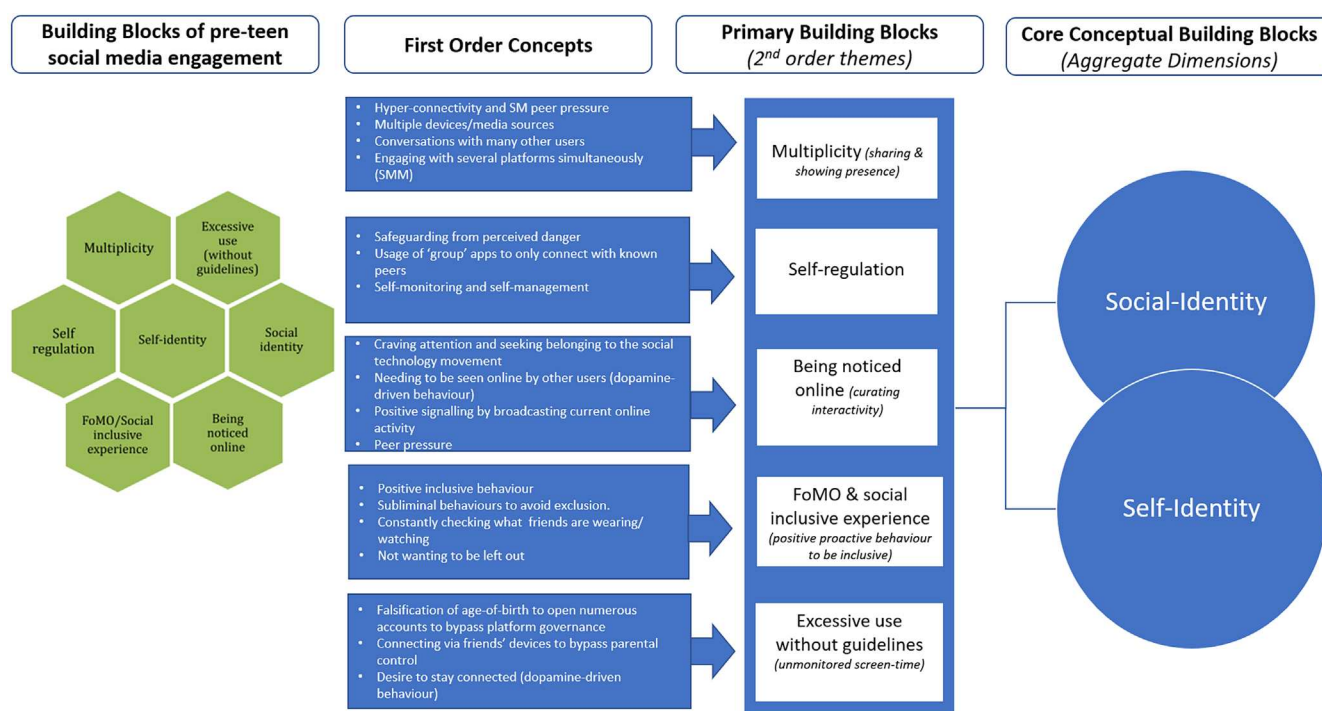 Building Blocks of pre-teen
social media engagement
First Order Concepts
Primary Building Blocks
(2nd order themes)
Core Conceptual Building Blocks
(Aggregate Dimensions)
Multiplicity
Excessive
use
(without
guidelines)
Self
regulation
Self-identity
Social
identity
FoMO/Social
inclusive
experience
Being
noticed
online
• Hyper-connectivity and SM peer pressure
• Multiple devices/media sources
• Conversations with many other users
• Engaging with several platforms simultaneously
(SMM)
• Safeguarding from perceived danger
• Usage of ‘group’ apps to only connect with known
peers
• Self-monitoring and self-management
• Craving attention and seeking belonging to the social
technology movement
• Needing to be seen online by other users (dopamine-
driven behaviour)
• Positive signalling by broadcasting current online
activity
• Peer pressure
• Positive inclusive behaviour
• Subliminal behaviours to avoid exclusion.
• Constantly checking what friends are wearing/
watching
• Not wanting to be left out
• Falsification of age-of-birth to open numerous
accounts to bypass platform governance
• Connecting via friends’ devices to bypass parental
control
• Desire to stay connected (dopamine-driven
behaviour)
Multiplicity (sharing &
showing presence)
Self-regulation
Being noticed
online (curating
interactivity)
FoMO & social
inclusive experience
(positive proactive behaviour
to be inclusive)
Excessive use
without guidelines
(unmonitored screen-time)
Social-Identity
Self-Identity